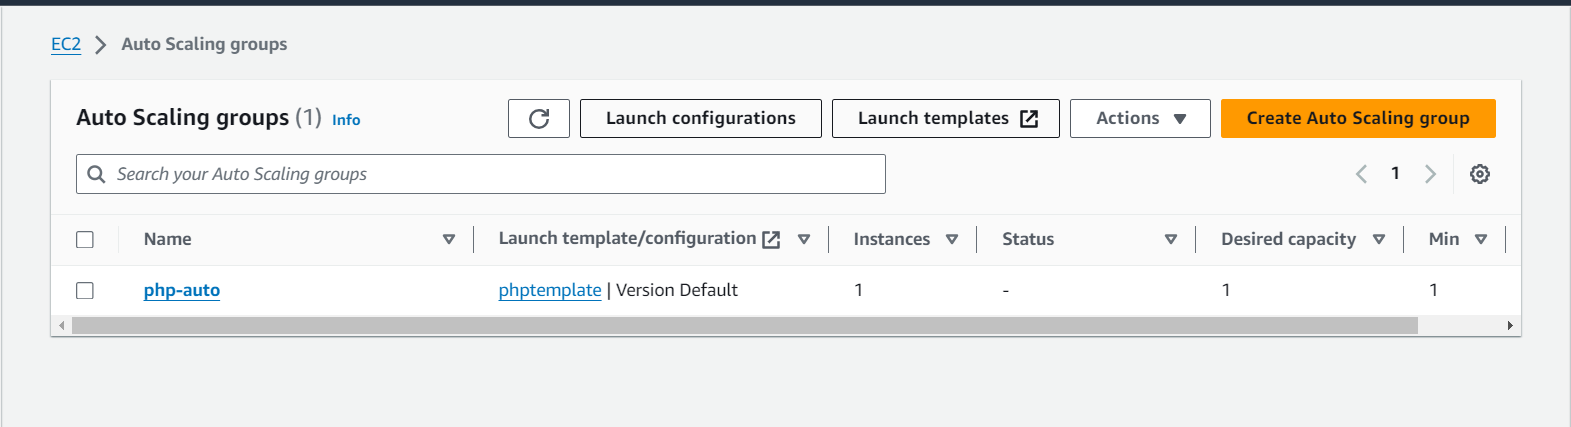 EC2 > Auto Scaling groups
Auto Scaling groups (1) Info Launch configurations Launch templates Actions Create Auto Scaling group
Search your Auto Scaling groups 1
Name Launch template/configuration Instances Status Desired capacity Min
php-auto phptemplate | Version Default 1 - 1 1